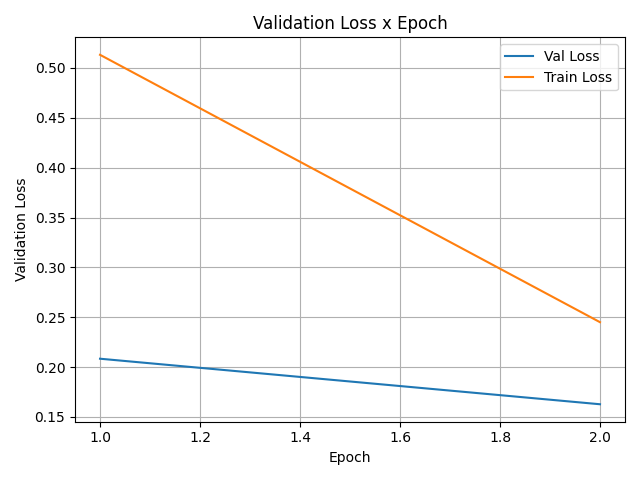 Validation Loss x Epoch
Val Loss
Train Loss
Validation Loss
0.50
0.45
0.40
0.35
0.30
0.25
0.20
0.15
1.0 1.2 1.4 1.6 1.8 2.0
Epoch